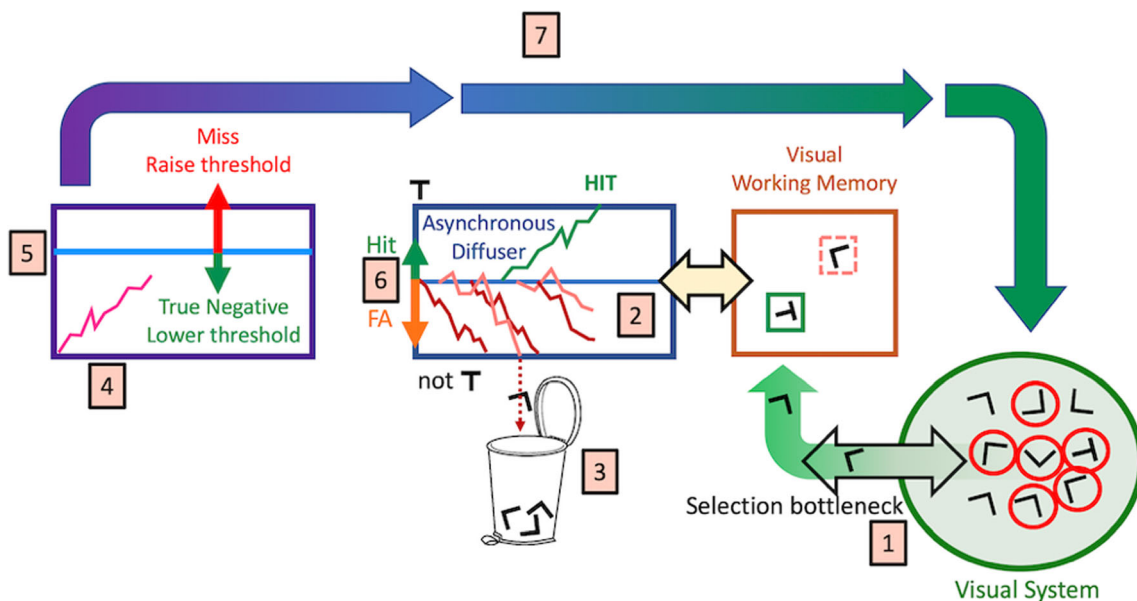 7
Miss
Raise threshold
5
True Negative
Lower threshold
4
T
HIT
Asynchronous
Diffuser
Hit
6
FA
2
not T
3
Visual
Working Memory
T
Selection bottleneck
1
T
Visual System